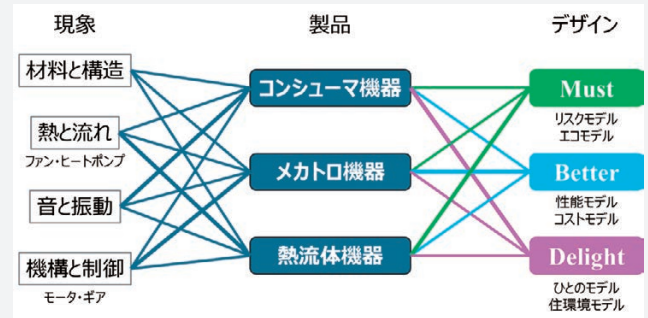 現象
製品
デザイン
材料と構造
熱と流れ
ファン・ヒートポンプ
音と振動
機構と制御
モータ・ギア
コンシューマ機器
メカトロ機器
熱流体機器
Must
リスクモデル
エコモデル
Better
性能モデル
コストモデル
Delight
ひとのモデル
住環境モデル